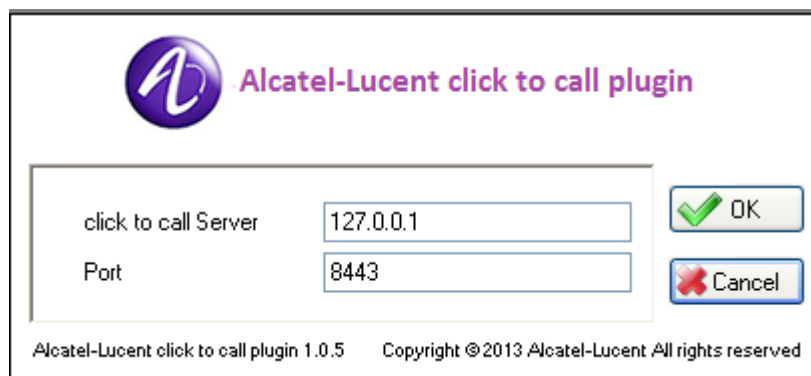 Alcatel-Lucent click to call plugin
click to call Server 127.0.0.1 OK
Port 8443 Cancel
Alcatel-Lucent click to call plugin 1.0.5 Copyright © 2013 Alcatel-Lucent All rights reserved